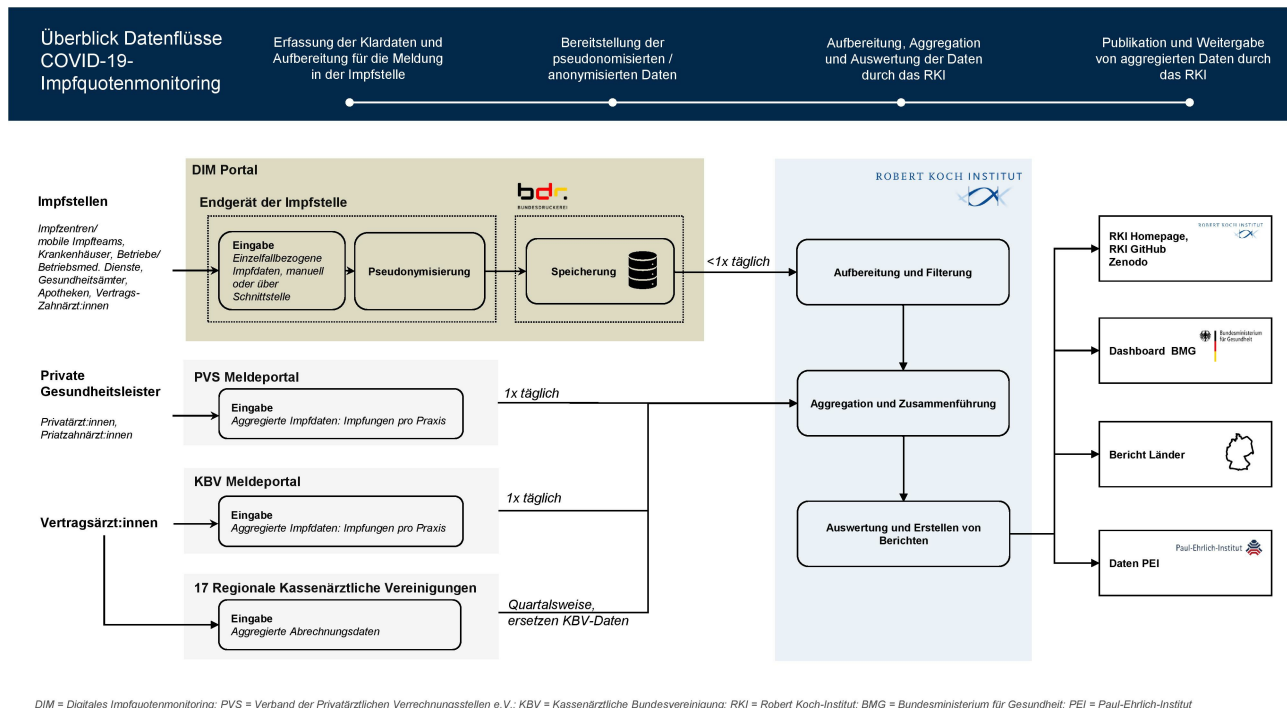 Überblick Datenflüsse
COVID-19-
Impfquotenmonitoring
Erfassung der Klardaten und
Aufbereitung für die Meldung
in der Impfstelle
Bereitstellung der
pseudonomisierten /
anonymisierten Daten
Aufbereitung, Aggregation
und Auswertung der Daten
durch das RKI
Publikation und Weitergabe
von aggregierten Daten durch
das RKI
Impfstellen
Impfzentren/
mobile Impfteams,
Krankenhäuser, Betriebe/
Betriebsmed. Dienste,
Gesundheitsämter,
Apotheken, Vertrags-
Zahnärzt:innen
DIM Portal
Endgerät der Impfstelle
Eingabe
Einzelfallbezogene
Impfdaten, manuell
oder über
Schnittstelle
Pseudonymisierung
bdr.
BUNDESDRUCKEREI
Speicherung
<1x täglich
ROBERT KOCH INSTITUT
Aufbereitung und Filterung
Aggregation und Zusammenführung
Auswertung und Erstellen von
Berichten
Private
Gesundheitsleister
Privatärzt:innen,
Priatzahnärzt:innen
PVS Meldeportal
Eingabe
Aggregierte Impfdaten: Impfungen pro Praxis
1x täglich
Vertragsärzt:innen
KBV Meldeportal
Eingabe
Aggregierte Impfdaten: Impfungen pro Praxis
1x täglich
17 Regionale Kassenärztliche Vereinigungen
Eingabe
Aggregierte Abrechnungsdaten
Quartalsweise,
ersetzen KBV-Daten
RKI Homepage,
RKI GitHub
Zenodo
ROBERT KOCH INSTITUT
Dashboard BMG
Bundesministerium
für Gesundheit
Bericht Länder
Daten PEI
Paul-Ehrlich-Institut
DIM = Digitales Impfquotenmonitoring; PVS = Verband der Privatärztlichen Verrechnungsstellen e.V.; KBV = Kassenärztliche Bundesvereinigung; RKI = Robert Koch-Institut; BMG = Bundesministerium für Gesundheit; PEI = Paul-Ehrlich-Institut